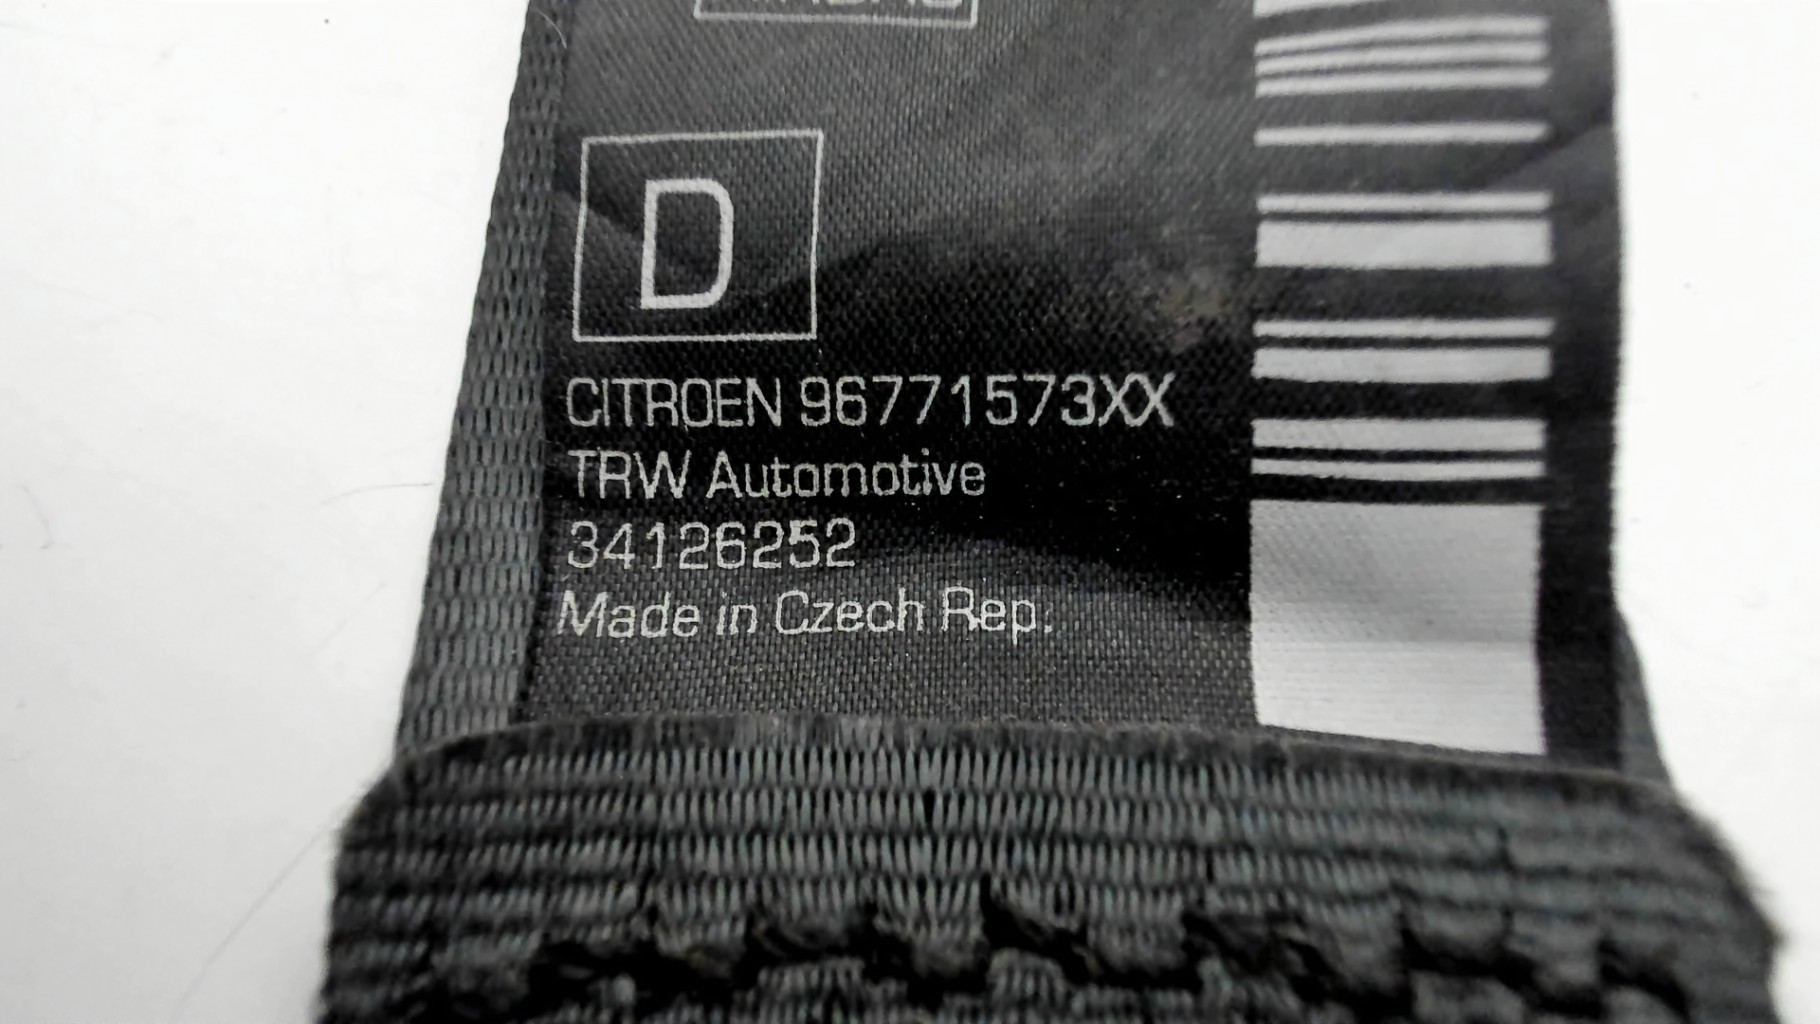 D
CITROEN 96771573XX
TRW Automotive
34126252
Made in Czech Rep.